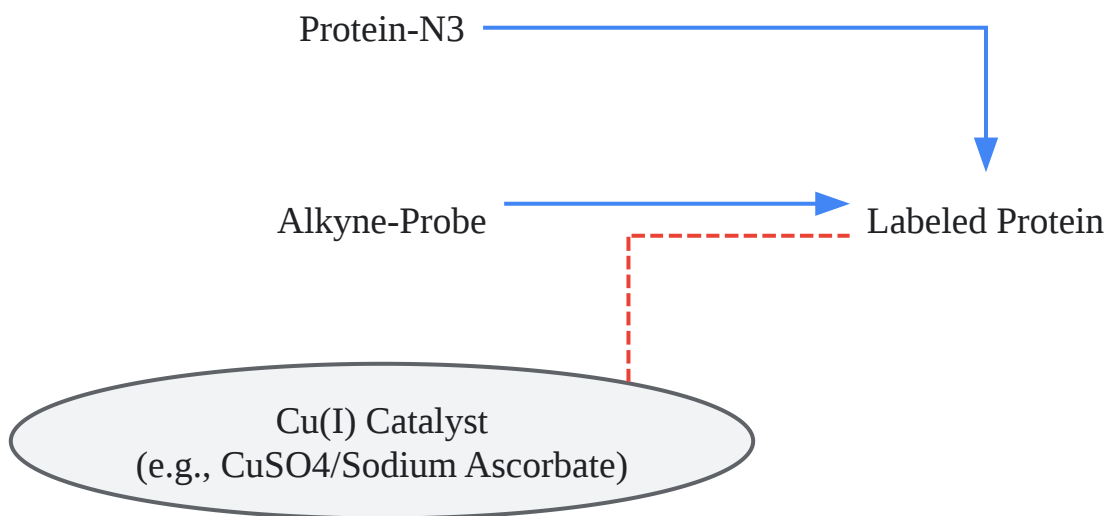 Protein-N3
Alkyne-Probe
Labeled Protein
Cu(I) Catalyst
(e.g., CuSO4/Sodium Ascorbate)